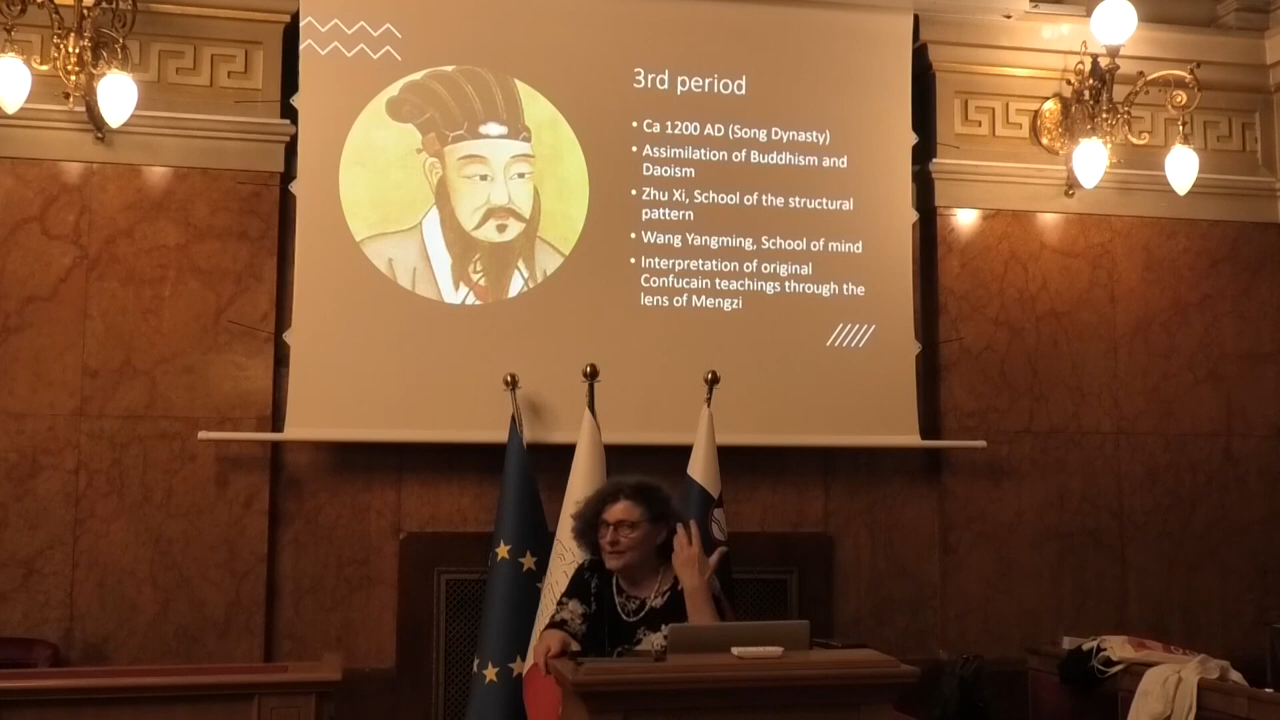 3rd period
• Ca 1200 AD (Song Dynasty)
• Assimilation of Buddhism and
Daoism
• Zhu Xi, School of the structural
pattern
• Wang Yangming, School of mind
• Interpretation of original
Confucain teachings through the
lens of Mengzi